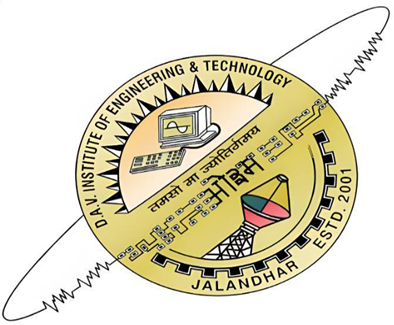 D.A.V. INSTITUTE OF ENGINEERING & TECHNOLOGY
तमसो मा ज्योतिर्गमय
ओ३म्
JALANDHAR ESTD. 2001